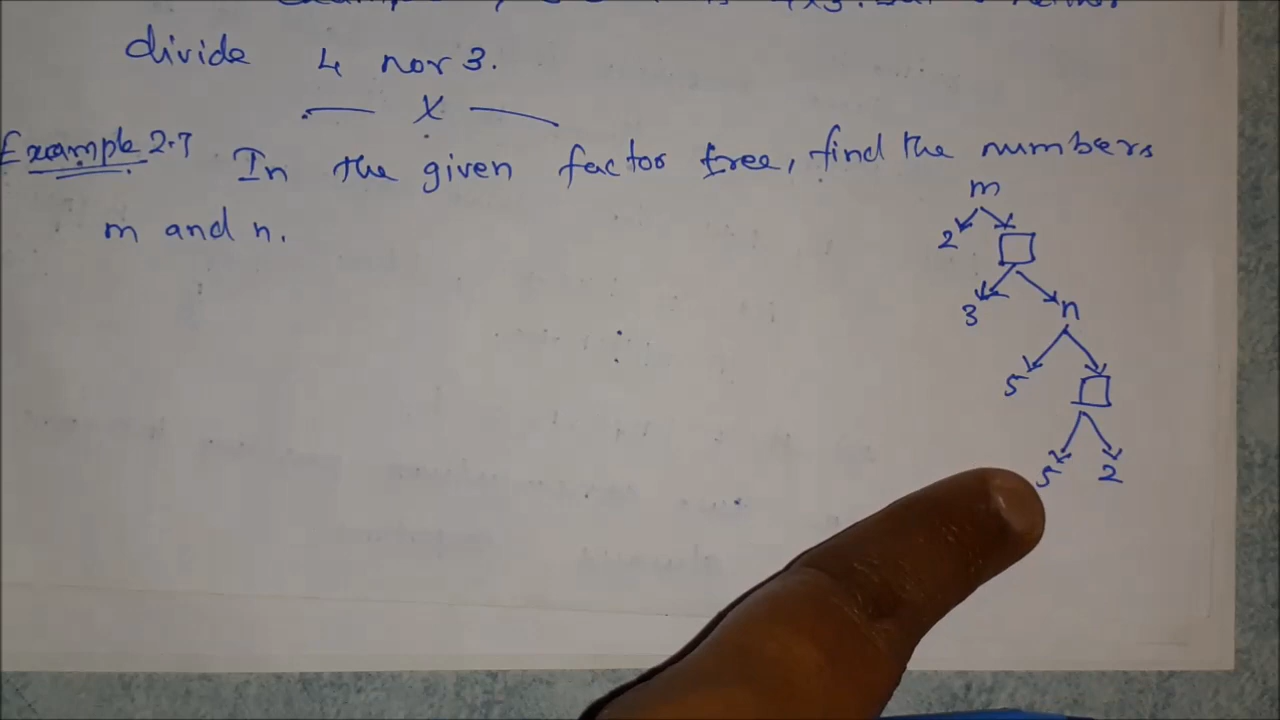 divide 4 nor 3.
x
Example 2.7 In the given factor tree, find the numbers
m and n.
m
2
3 n
5
5 2